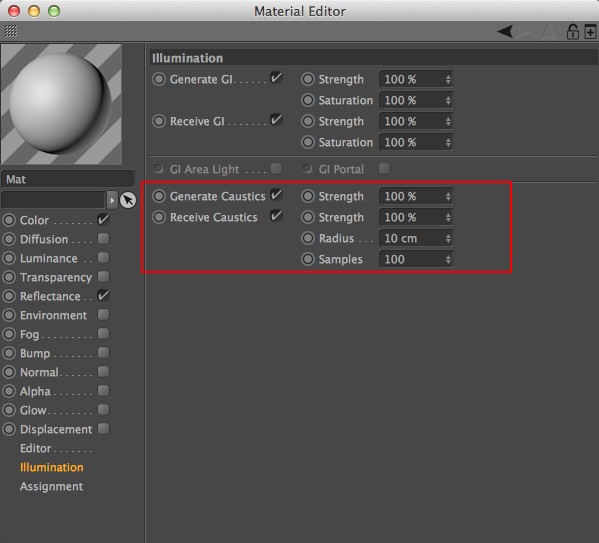 Material Editor
Illumination
Generate GI. . . . . . Strength 100 %
Saturation 100 %
Receive GI . . . . . . Strength 100 %
Saturation 100 %
GI Area Light . . . . GI Portal
Mat
Generate Caustics Strength 100 %
Receive Caustics Strength 100 %
Radius . . . 10 cm
Samples 100
Color . . . . . . .
Diffusion . . . .
Luminance . .
Transparency
Reflectance . .
Environment
Fog . . . . . . . . .
Bump . . . . . .
Normal . . . . .
Alpha . . . . . . .
Glow . . . . . . .
Displacement
Editor . . . . . . .
Illumination
Assignment